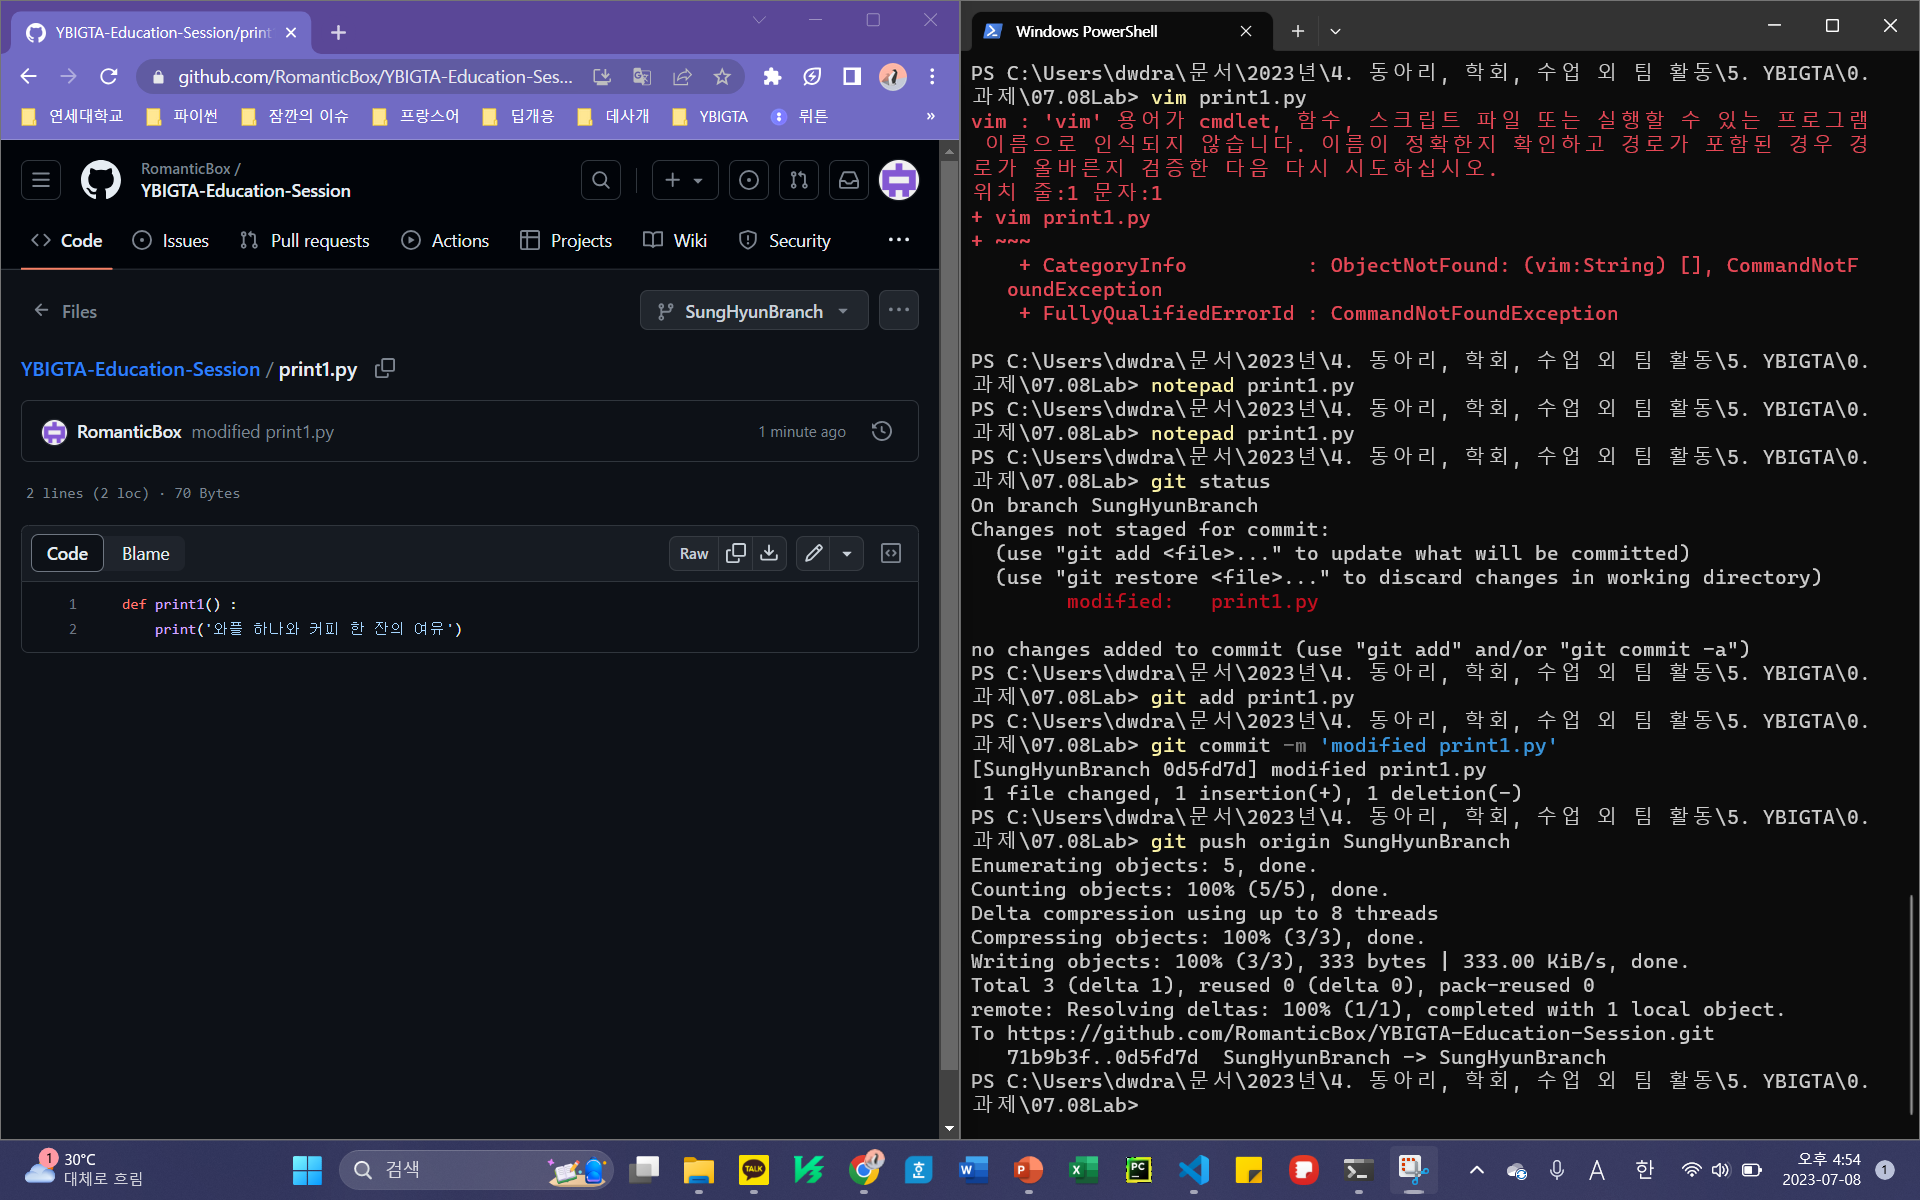 YBIGTA-Education-Session/print
github.com/RomanticBox/YBIGTA-Education-Ses...
연세대학교
파이썬
잠깐의 이슈
프랑스어
딥개응
데사개
YBIGTA
뤼튼
»
RomanticBox /
YBIGTA-Education-Session
Code
Issues
Pull requests
Actions
Projects
Wiki
Security
Files
SungHyunBranch
YBIGTA-Education-Session / print1.py
RomanticBox modified print1.py
1 minute ago
2 lines (2 loc) · 70 Bytes
Code
Blame
Raw
1 def print1() :
2 print('와플 하나와 커피 한 잔의 여유')
Windows PowerShell
PS C:\Users\dwdra\문서\2023년\4. 동아리, 학회, 수업 외 팀 활동\5. YBIGTA\0.
과제\07.08Lab> vim print1.py
vim : 'vim' 용어가 cmdlet, 함수, 스크립트 파일 또는 실행할 수 있는 프로그램
이름으로 인식되지 않습니다. 이름이 정확한지 확인하고 경로가 포함된 경우 경
로가 올바른지 검증한 다음 다시 시도하십시오.
위치 줄:1 문자:1
+ vim print1.py
+ ~~~
+ CategoryInfo : ObjectNotFound: (vim:String) [], CommandNotF
oundException
+ FullyQualifiedErrorId : CommandNotFoundException
PS C:\Users\dwdra\문서\2023년\4. 동아리, 학회, 수업 외 팀 활동\5. YBIGTA\0.
과제\07.08Lab> notepad print1.py
PS C:\Users\dwdra\문서\2023년\4. 동아리, 학회, 수업 외 팀 활동\5. YBIGTA\0.
과제\07.08Lab> notepad print1.py
PS C:\Users\dwdra\문서\2023년\4. 동아리, 학회, 수업 외 팀 활동\5. YBIGTA\0.
과제\07.08Lab> git status
On branch SungHyunBranch
Changes not staged for commit:
(use "git add <file>..." to update what will be committed)
(use "git restore <file>..." to discard changes in working directory)
modified: print1.py
no changes added to commit (use "git add" and/or "git commit -a")
PS C:\Users\dwdra\문서\2023년\4. 동아리, 학회, 수업 외 팀 활동\5. YBIGTA\0.
과제\07.08Lab> git add print1.py
PS C:\Users\dwdra\문서\2023년\4. 동아리, 학회, 수업 외 팀 활동\5. YBIGTA\0.
과제\07.08Lab> git commit -m 'modified print1.py'
[SungHyunBranch 0d5fd7d] modified print1.py
1 file changed, 1 insertion(+), 1 deletion(-)
PS C:\Users\dwdra\문서\2023년\4. 동아리, 학회, 수업 외 팀 활동\5. YBIGTA\0.
과제\07.08Lab> git push origin SungHyunBranch
Enumerating objects: 5, done.
Counting objects: 100% (5/5), done.
Delta compression using up to 8 threads
Compressing objects: 100% (3/3), done.
Writing objects: 100% (3/3), 333 bytes | 333.00 KiB/s, done.
Total 3 (delta 1), reused 0 (delta 0), pack-reused 0
remote: Resolving deltas: 100% (1/1), completed with 1 local object.
To https://github.com/RomanticBox/YBIGTA-Education-Session.git
71b9b3f..0d5fd7d SungHyunBranch -> SungHyunBranch
PS C:\Users\dwdra\문서\2023년\4. 동아리, 학회, 수업 외 팀 활동\5. YBIGTA\0.
과제\07.08Lab>
1
30°C
대체로 흐림
검색
TALK
호
W
P
X
PC
A
한
오후 4:54
2023-07-08
1